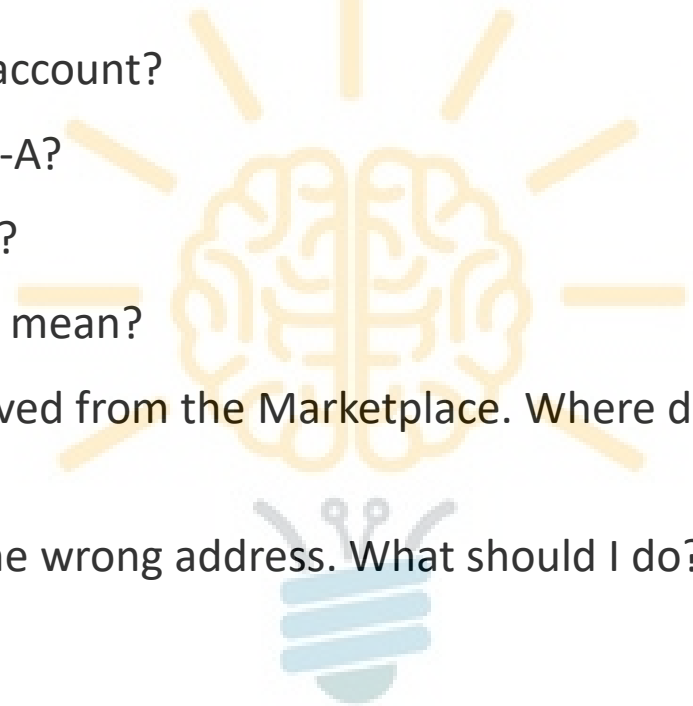 account?
-A?
?
mean?
ved from the Marketplace. Where d
e wrong address. What should I do?